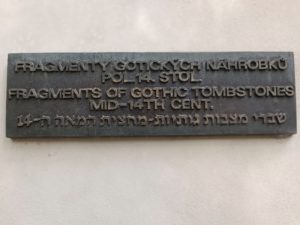 FRAGMENTY GOTICKÝCH NÁHROBKŮ
POL. 14. STOL.
FRAGMENTS OF GOTHIC TOMBSTONES
MID-14TH CENT.
שברי מצבות גותיות-מחצית המאה ה-14